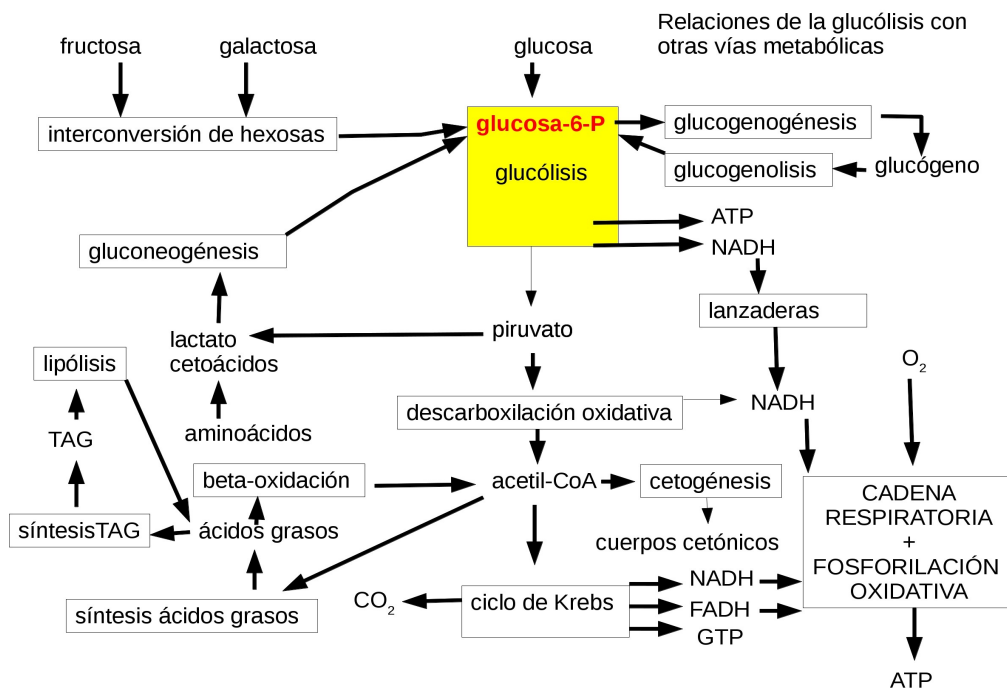 Relaciones de la glucólisis con
otras vías metabólicas
fructosa
galactosa
glucosa
interconversión de hexosas
glucosa-6-P
glucólisis
glucogenogénesis
glucogenolisis
glucógeno
ATP
NADH
gluconeogénesis
lanzaderas
piruvato
lactato
cetoácidos
lipólisis
O2
descarboxilación oxidativa
NADH
TAG
aminoácidos
beta-oxidación
acetil-CoA
cetogénesis
síntesisTAG
ácidos grasos
cuerpos cetónicos
CADENA
RESPIRATORIA
+
FOSFORILACIÓN
OXIDATIVA
síntesis ácidos grasos
CO2
ciclo de Krebs
NADH
FADH
GTP
ATP